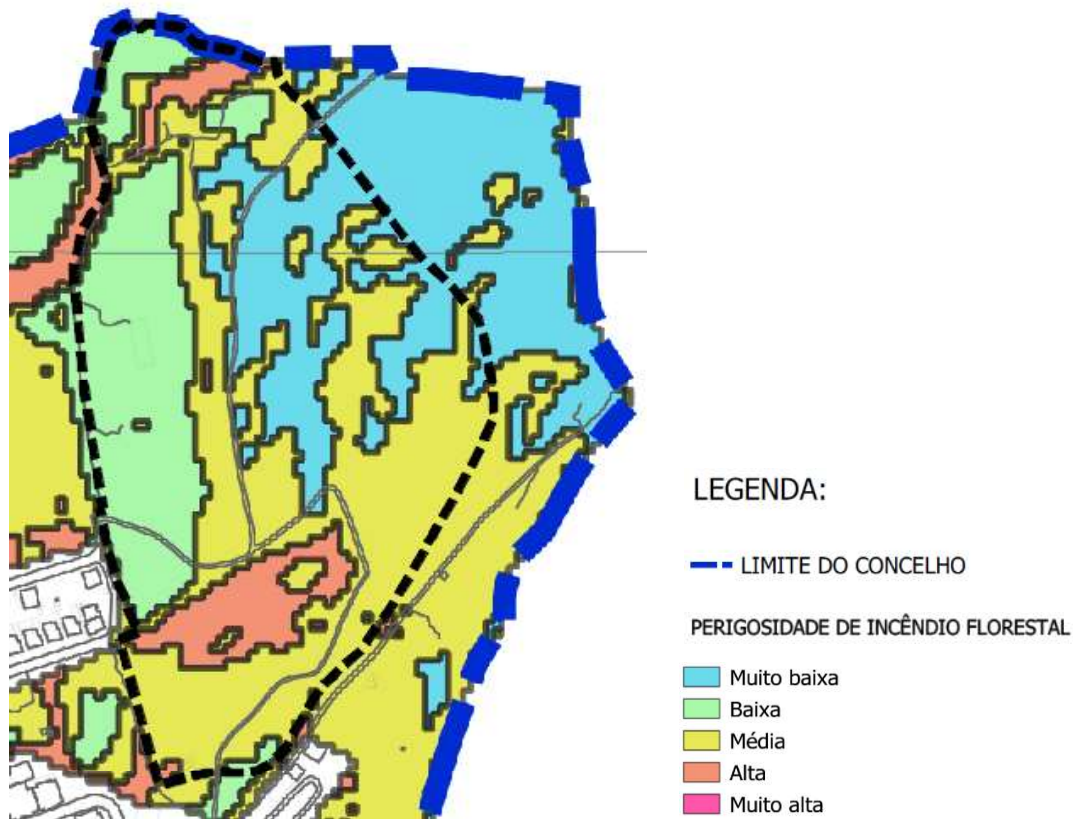 LEGENDA:
LIMITE DO CONCELHO
PERIGOSIDADE DE INCÊNDIO FLORESTAL
Muito baixa
Baixa
Média
Alta
Muito alta